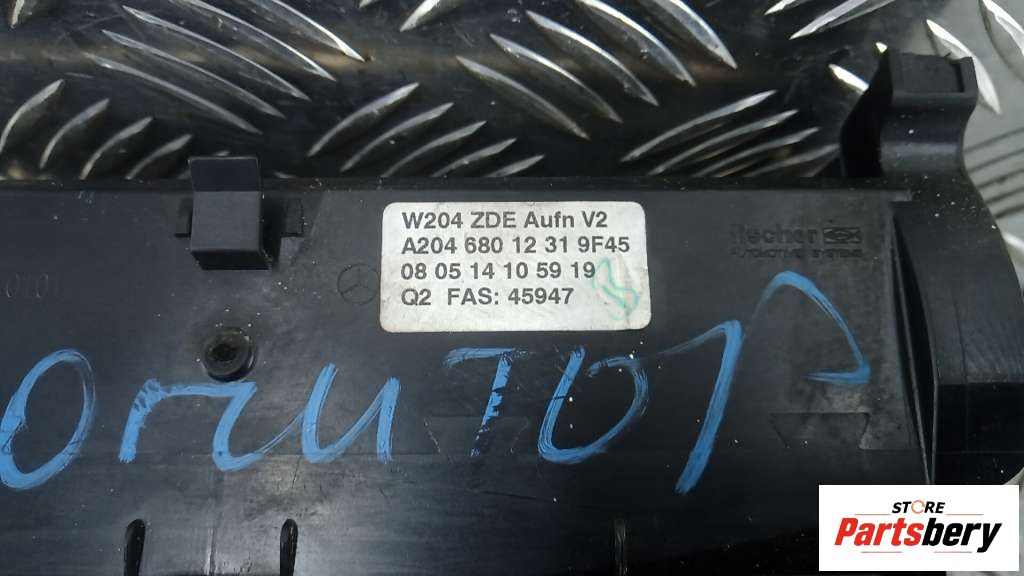 W204 ZDE Aufn V2
A204 680 12 31 9F45
08 05 14 10 59 19
Q2 FAS: 45947
fischer
AUTOMOTIVE SYSTEMS
STORE
Partsbery